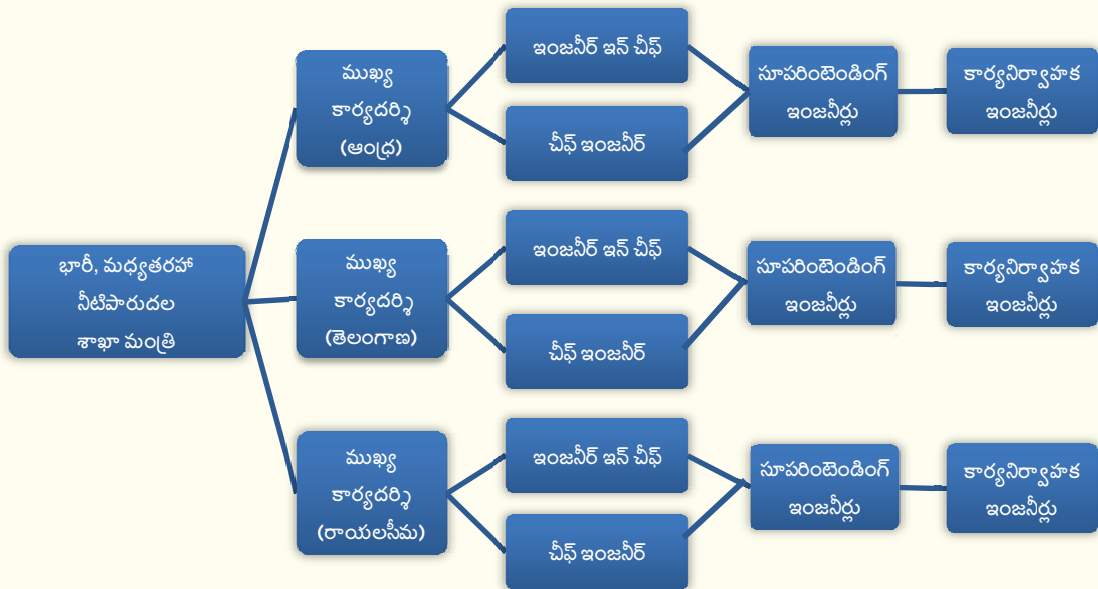 భారీ, మధ్యతరహా
నీటిపారుదల
శాఖా మంత్రి
ముఖ్య
కార్యదర్శి
(ఆంధ్ర)
ఇంజనీర్ ఇన్ చీఫ్
చీఫ్ ఇంజనీర్
సూపరింటెండింగ్
ఇంజనీర్లు
కార్యనిర్వాహక
ఇంజనీర్లు
ముఖ్య
కార్యదర్శి
(తెలంగాణ)
ఇంజనీర్ ఇన్ చీఫ్
చీఫ్ ఇంజనీర్
సూపరింటెండింగ్
ఇంజనీర్లు
కార్యనిర్వాహక
ఇంజనీర్లు
ముఖ్య
కార్యదర్శి
(రాయలసీమ)
ఇంజనీర్ ఇన్ చీఫ్
చీఫ్ ఇంజనీర్
సూపరింటెండింగ్
ఇంజనీర్లు
కార్యనిర్వాహక
ఇంజనీర్లు